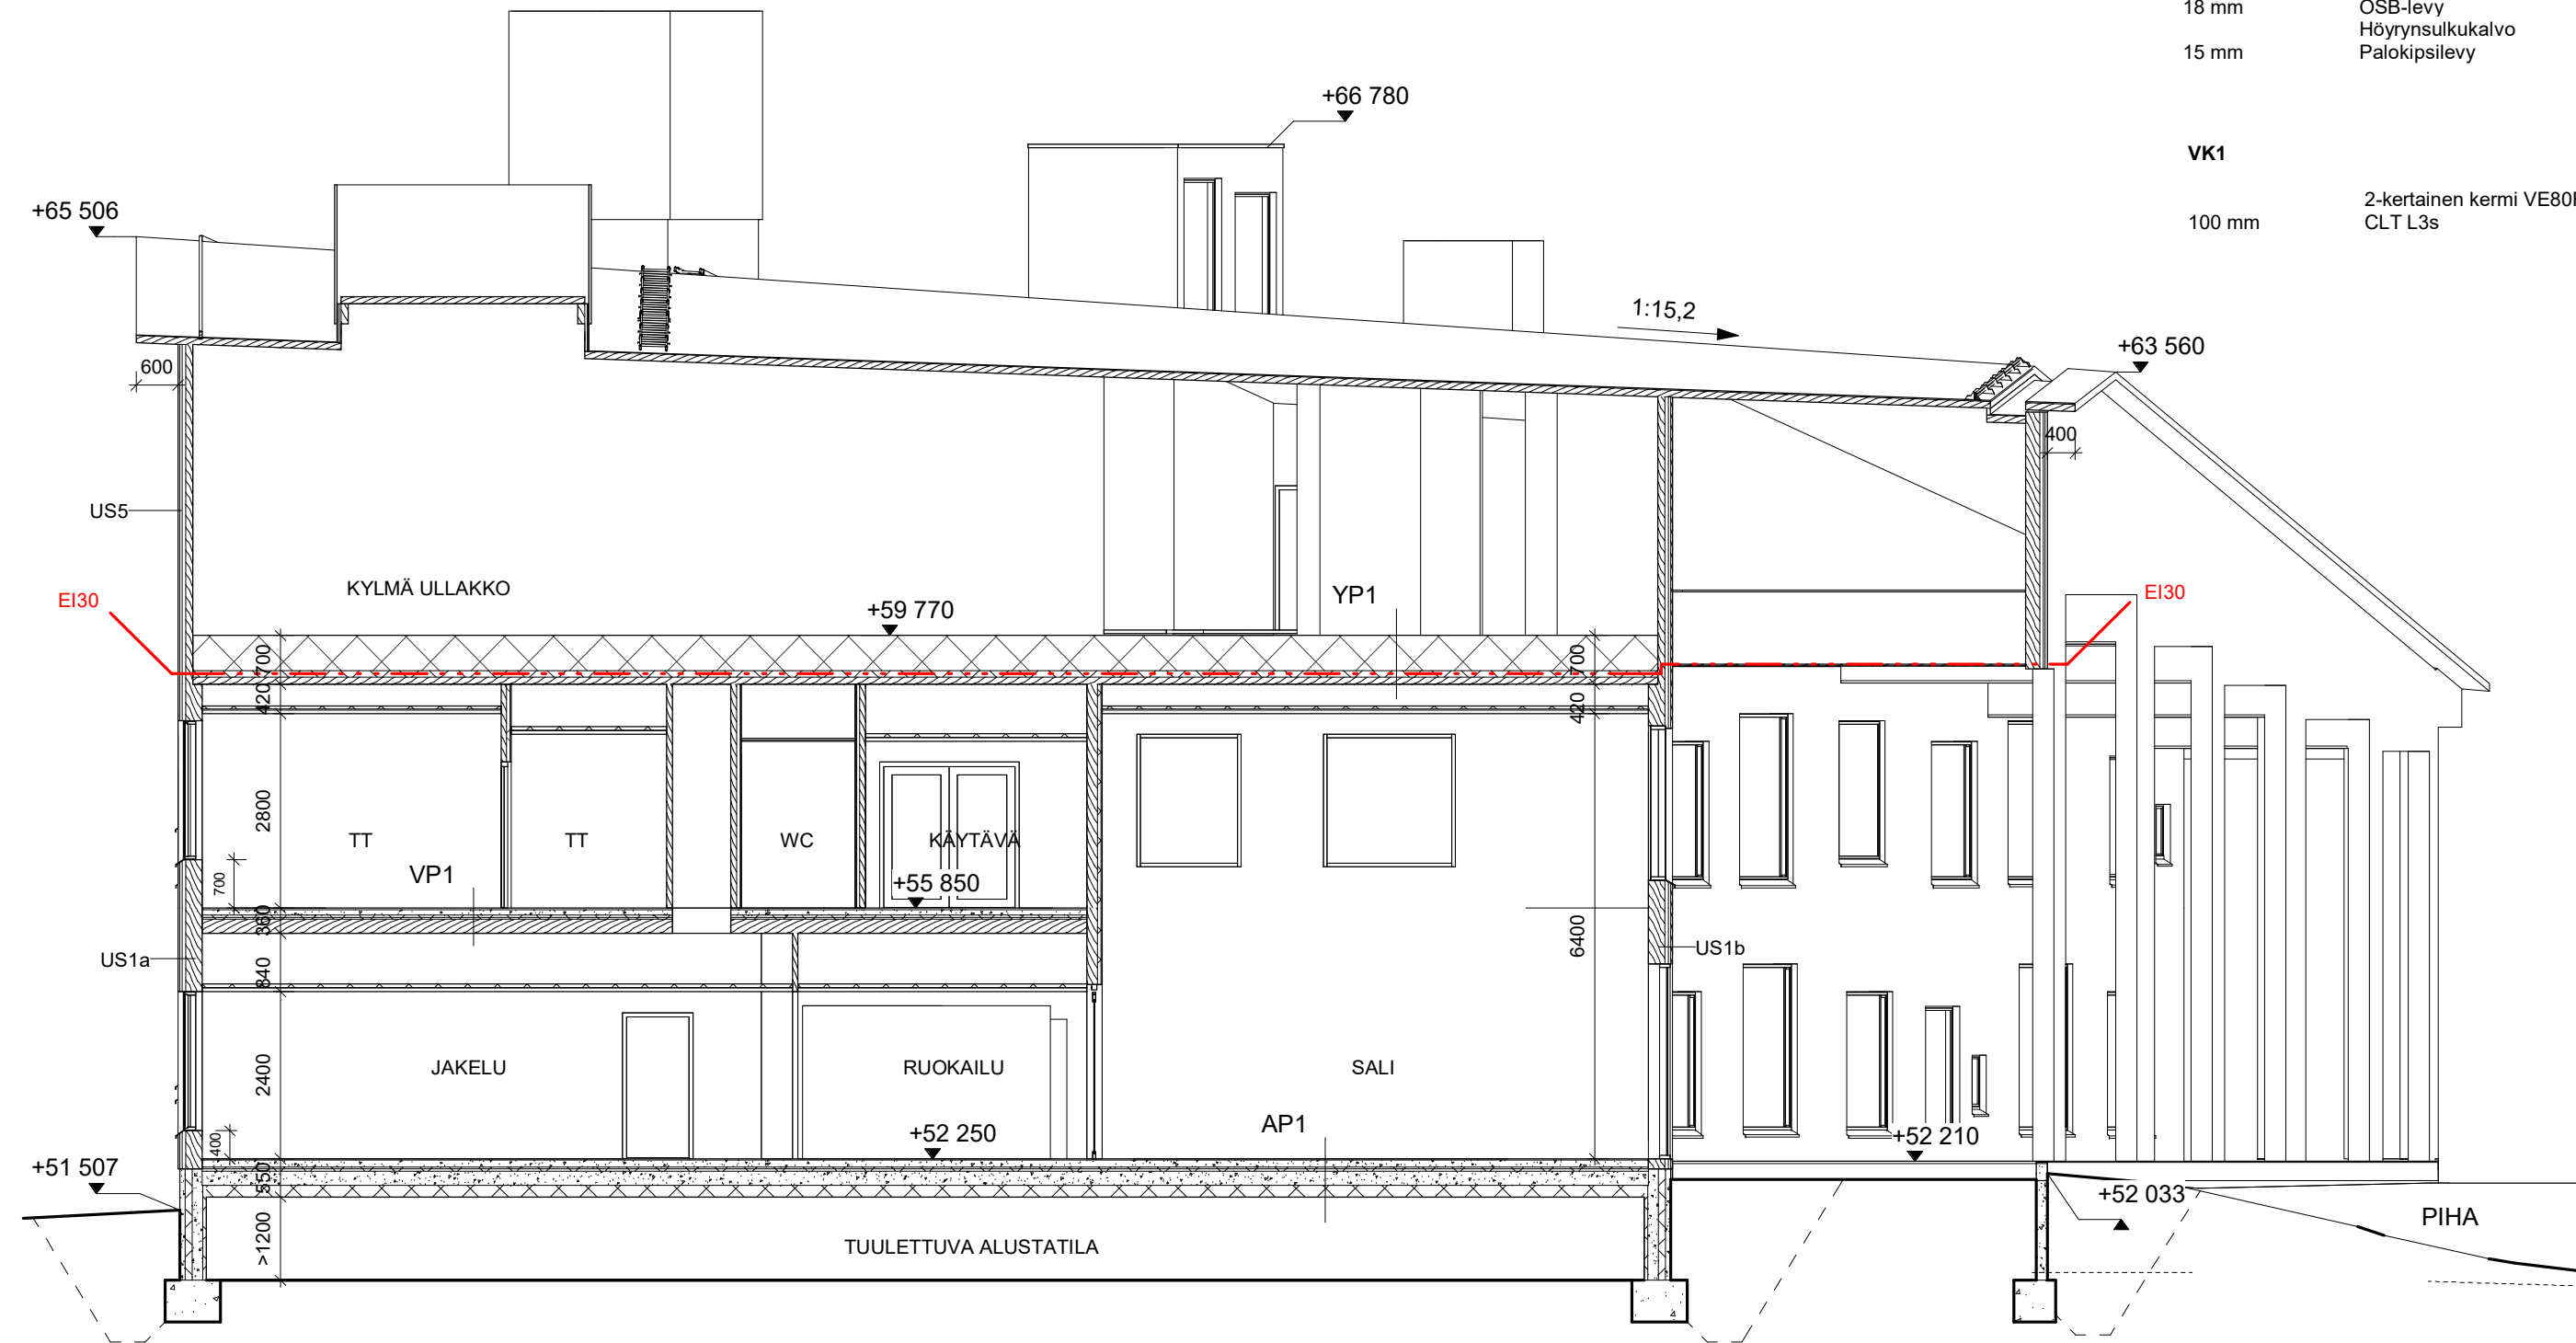 18 mm OSB-levy
Höyrynsulkukalvo
15 mm Palokipsilevy
+66 780
VK1
2-kertainen kermi VE80
100 mm CLT L3s
+65 506
1:15,2
+63 560
600
400
US5
KYLMÄ ULLAKKO
EI30
+59 770
YP1
EI30
700
700
420
420
2800
TT
TT
WC
KÄYTÄVÄ
VP1
700
+55 850
360
6400
US1a
US1b
840
2400
JAKELU
RUOKAILU
SALI
400
+52 250
AP1
+52 210
+51 507
550
+52 033
>1200
TUULETTUVA ALUSTATILA
PIHA